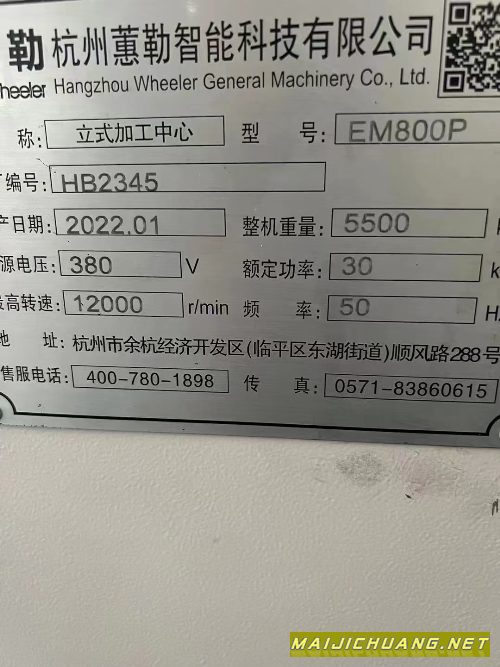 勒 杭州蕙勒智能科技有限公司
heeler Hangzhou Wheeler General Machinery Co., Ltd.
称: 立式加工中心 型 号: EM800P
编号: HB2345
产日期: 2022.01 整机重量: 5500
源电压: 380 V 额定功率: 30 k
最高转速: 12000 r/min 频 率: 50 H
地 址: 杭州市余杭经济开发区(临平区东湖街道)顺风路288号
售服电话: 400-780-1898 传 真: 0571-83860615
MAIJICHUANG.NET